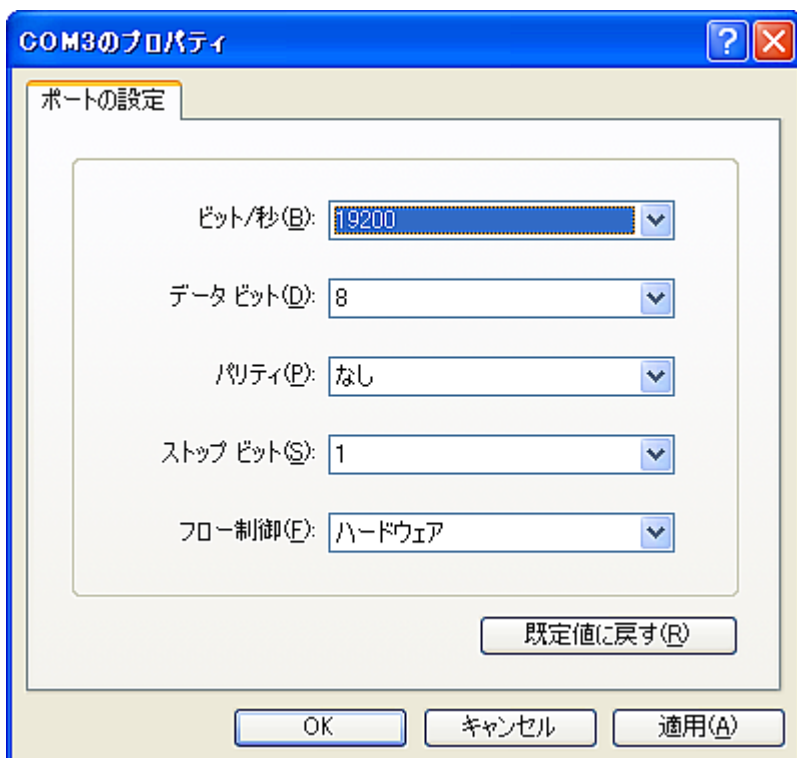 COM3のプロパティ
ポートの設定
ビット/秒(B): 19200
データ ビット(D): 8
パリティ(P): なし
ストップ ビット(S): 1
フロー制御(F): ハードウェア
既定値に戻す(R)
OK キャンセル 適用(A)